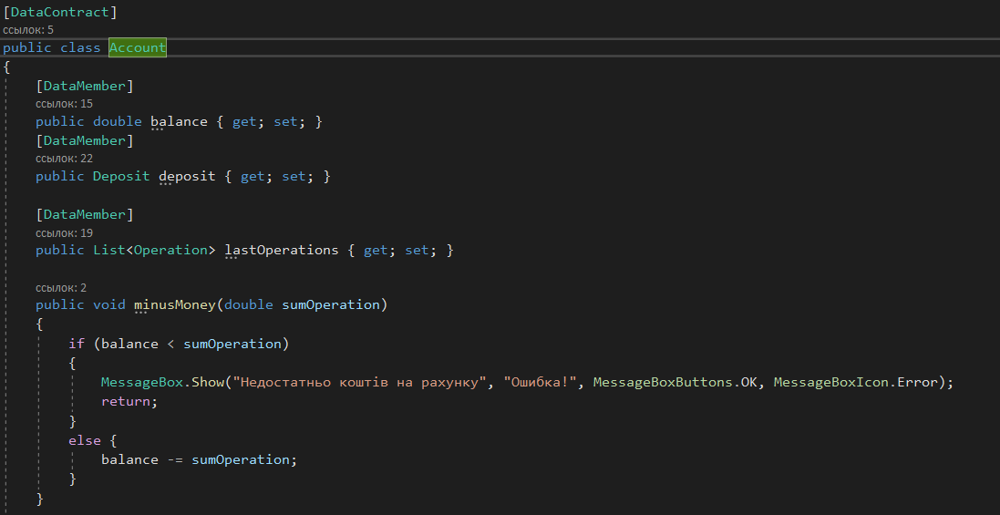 [DataContract]
ссылок: 5
public class Account
{
[DataMember]
ссылок: 15
public double balance { get; set; }
[DataMember]
ссылок: 22
public Deposit deposit { get; set; }
[DataMember]
ссылок: 19
public List<Operation> lastOperations { get; set; }
ссылок: 2
public void minusMoney(double sumOperation)
{
if (balance < sumOperation)
{
MessageBox.Show("Недостатньо коштів на рахунку", "Ошибка!", MessageBoxButtons.OK, MessageBoxIcon.Error);
return;
}
else {
balance -= sumOperation;
}
}